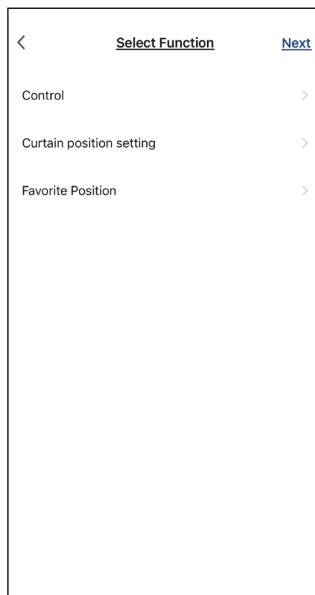 Select Function Next
Control
Curtain position setting
Favorite Position